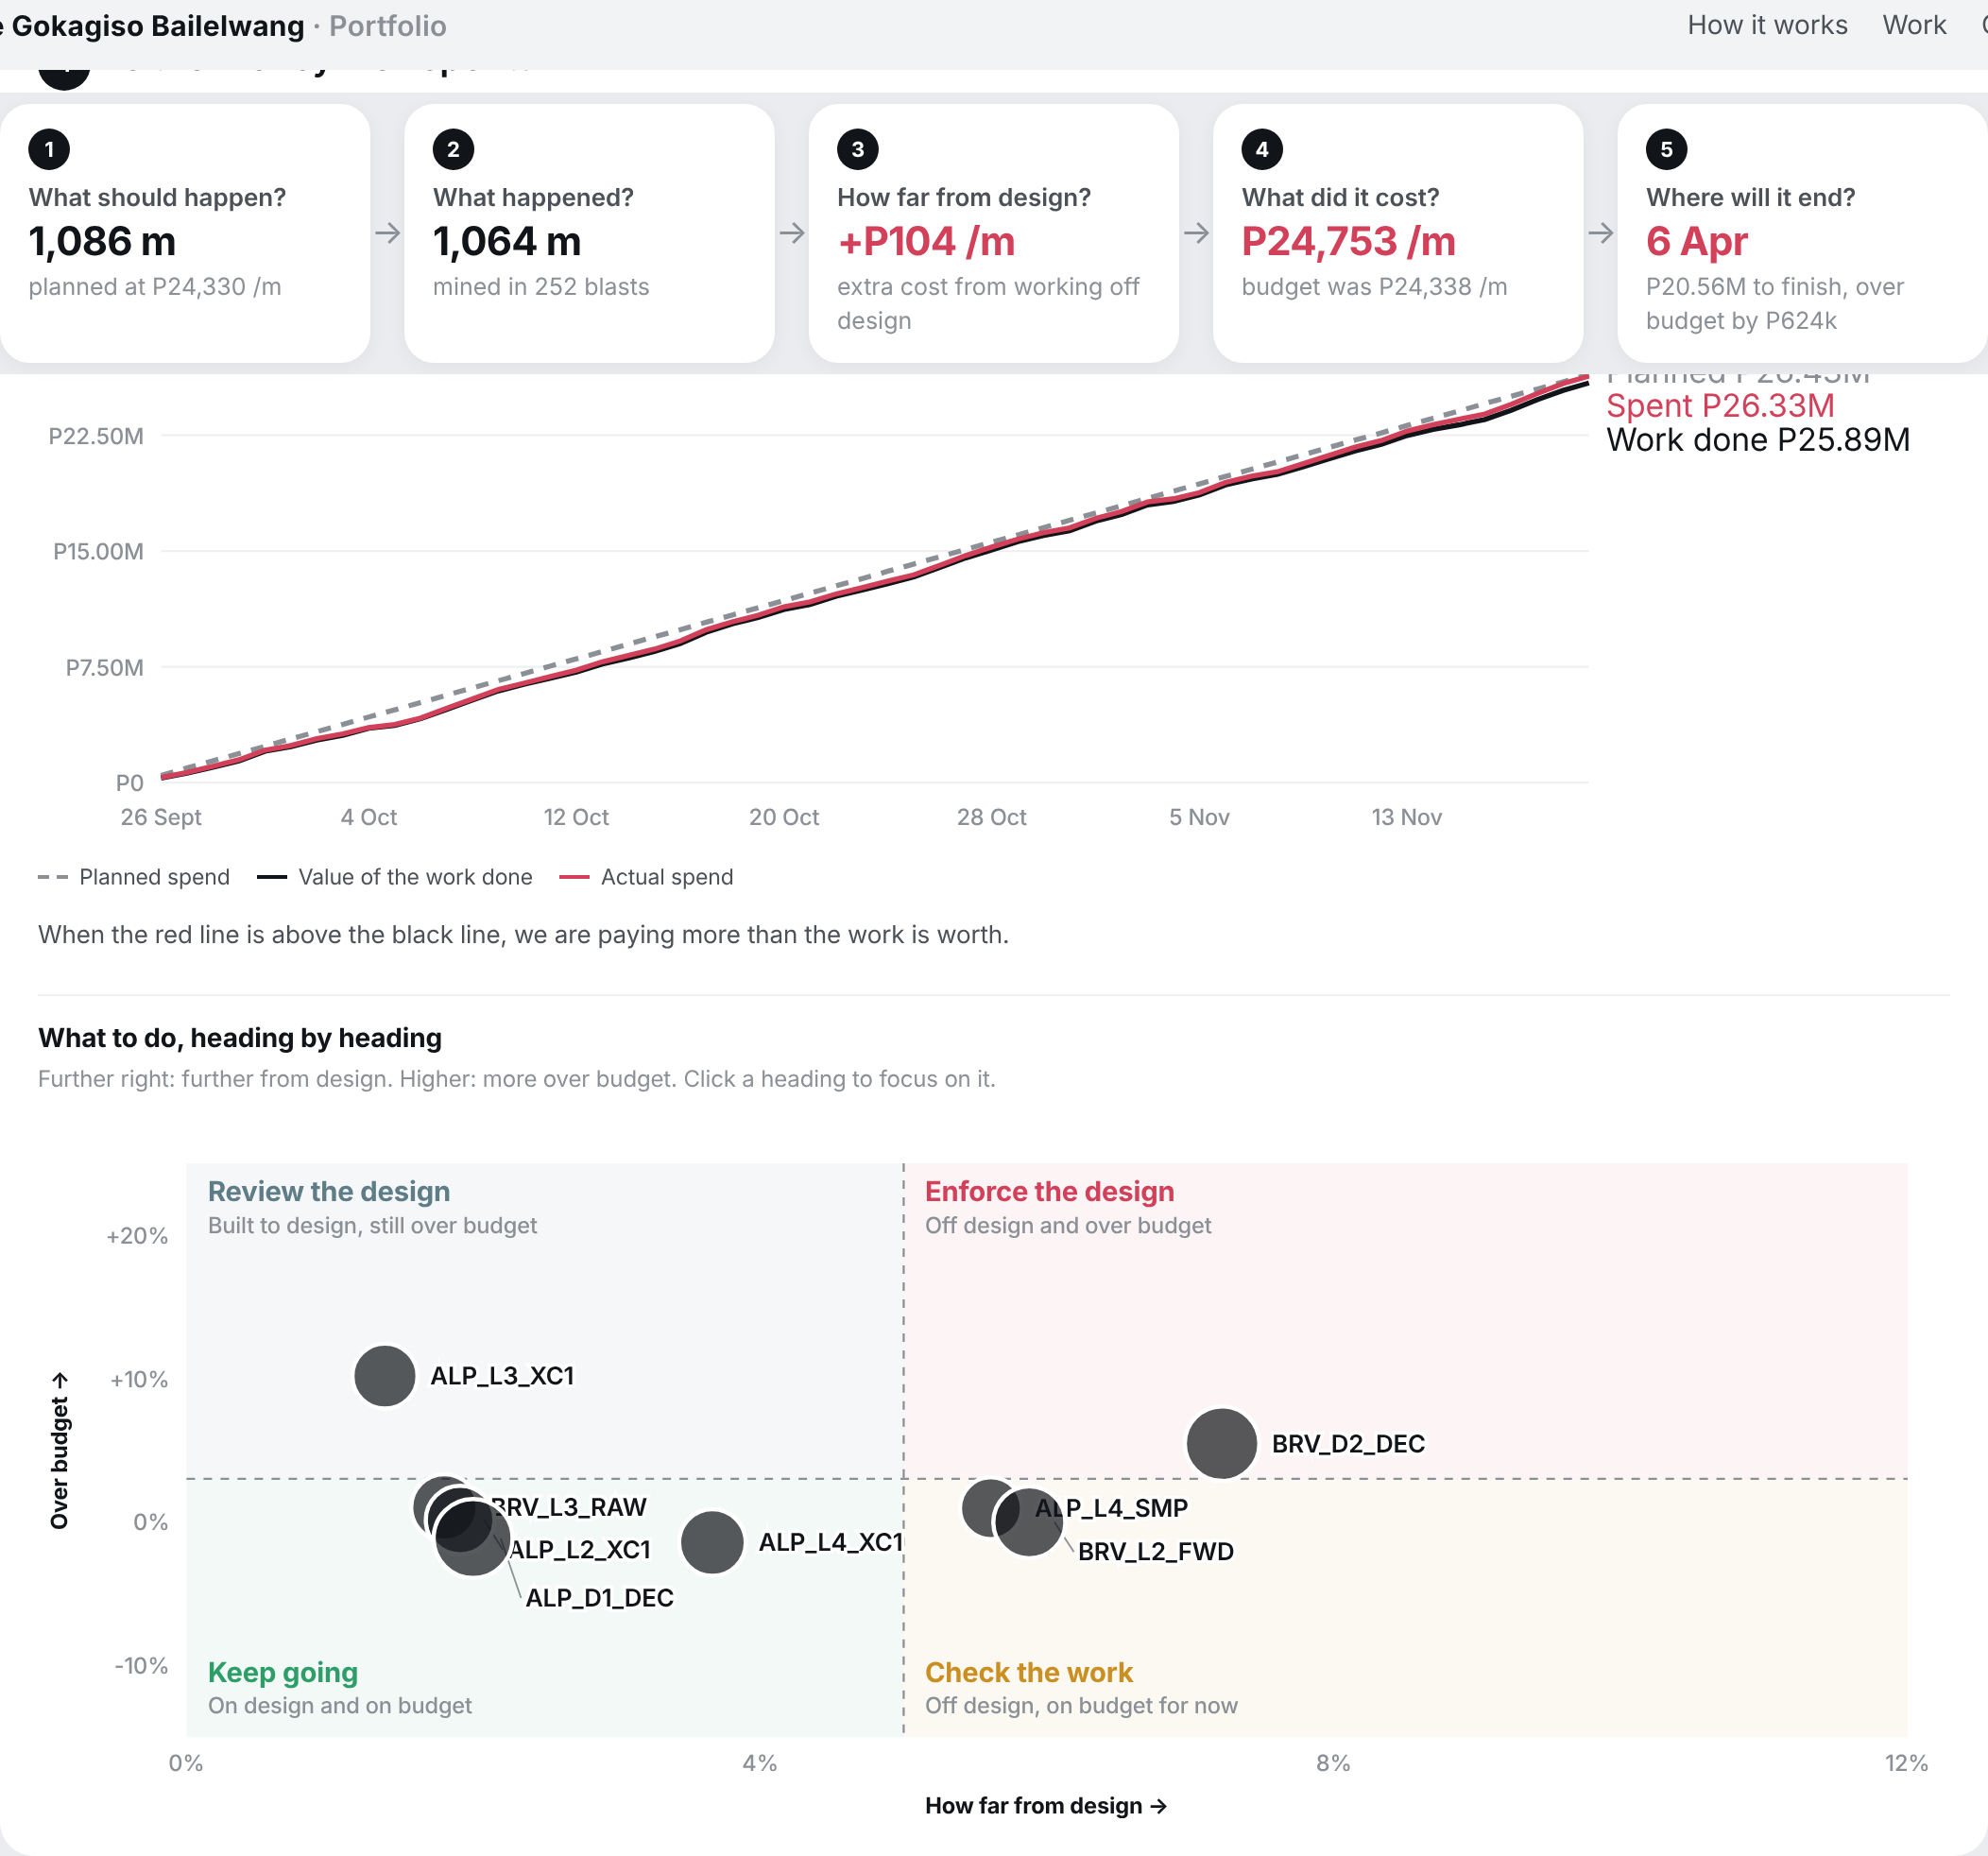 Gokagiso Bailelwang · Portfolio
How it works
Work
1
What should happen?
1,086 m
planned at P24,330 /m
→
2
What happened?
1,064 m
mined in 252 blasts
→
3
How far from design?
+P104 /m
extra cost from working off
design
→
4
What did it cost?
P24,753 /m
budget was P24,338 /m
→
5
Where will it end?
6 Apr
P20.56M to finish, over
budget by P624k
Planned P26.43M
Spent P26.33M
Work done P25.89M
P22.50M
P15.00M
P7.50M
P0
26 Sept
4 Oct
12 Oct
20 Oct
28 Oct
5 Nov
13 Nov
Planned spend
Value of the work done
Actual spend
When the red line is above the black line, we are paying more than the work is worth.
What to do, heading by heading
Further right: further from design. Higher: more over budget. Click a heading to focus on it.
Review the design
Built to design, still over budget
Enforce the design
Off design and over budget
+20%
+10%
0%
-10%
Over budget →
ALP_L3_XC1
BRV_D2_DEC
BRV_L3_RAW
ALP_L4_SMP
ALP_L2_XC1
ALP_L4_XC1
BRV_L2_FWD
ALP_D1_DEC
Keep going
On design and on budget
Check the work
Off design, on budget for now
0%
4%
8%
12%
How far from design →